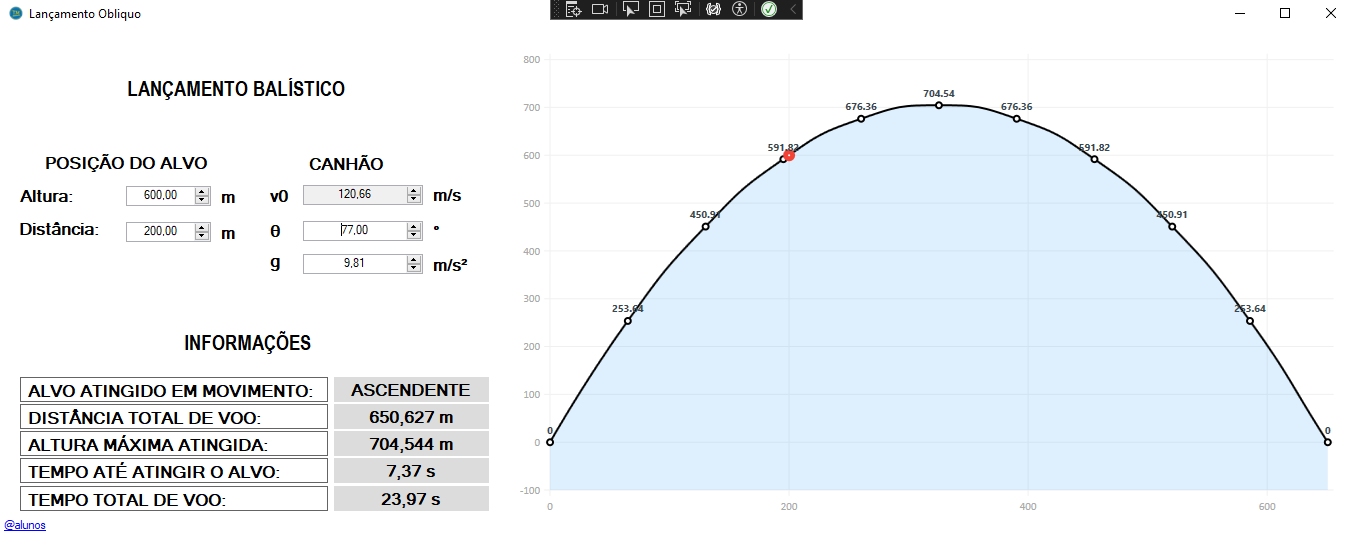 Lançamento Obliquo
LANÇAMENTO BALÍSTICO
POSIÇÃO DO ALVO
Altura: 600,00 m
Distância: 200,00 m
CANHÃO
v0 120,66 m/s
θ 77,00 °
g 9,81 m/s²
INFORMAÇÕES
ALVO ATINGIDO EM MOVIMENTO: ASCENDENTE
DISTÂNCIA TOTAL DE VOO: 650,627 m
ALTURA MÁXIMA ATINGIDA: 704,544 m
TEMPO ATÉ ATINGIR O ALVO: 7,37 s
TEMPO TOTAL DE VOO: 23,97 s
@alunos
800
700
600
500
400
300
200
100
0
-100
0
253.64
450.91
591.82
676.36
704.54
676.36
591.82
450.91
253.64
0
0 200 400 600